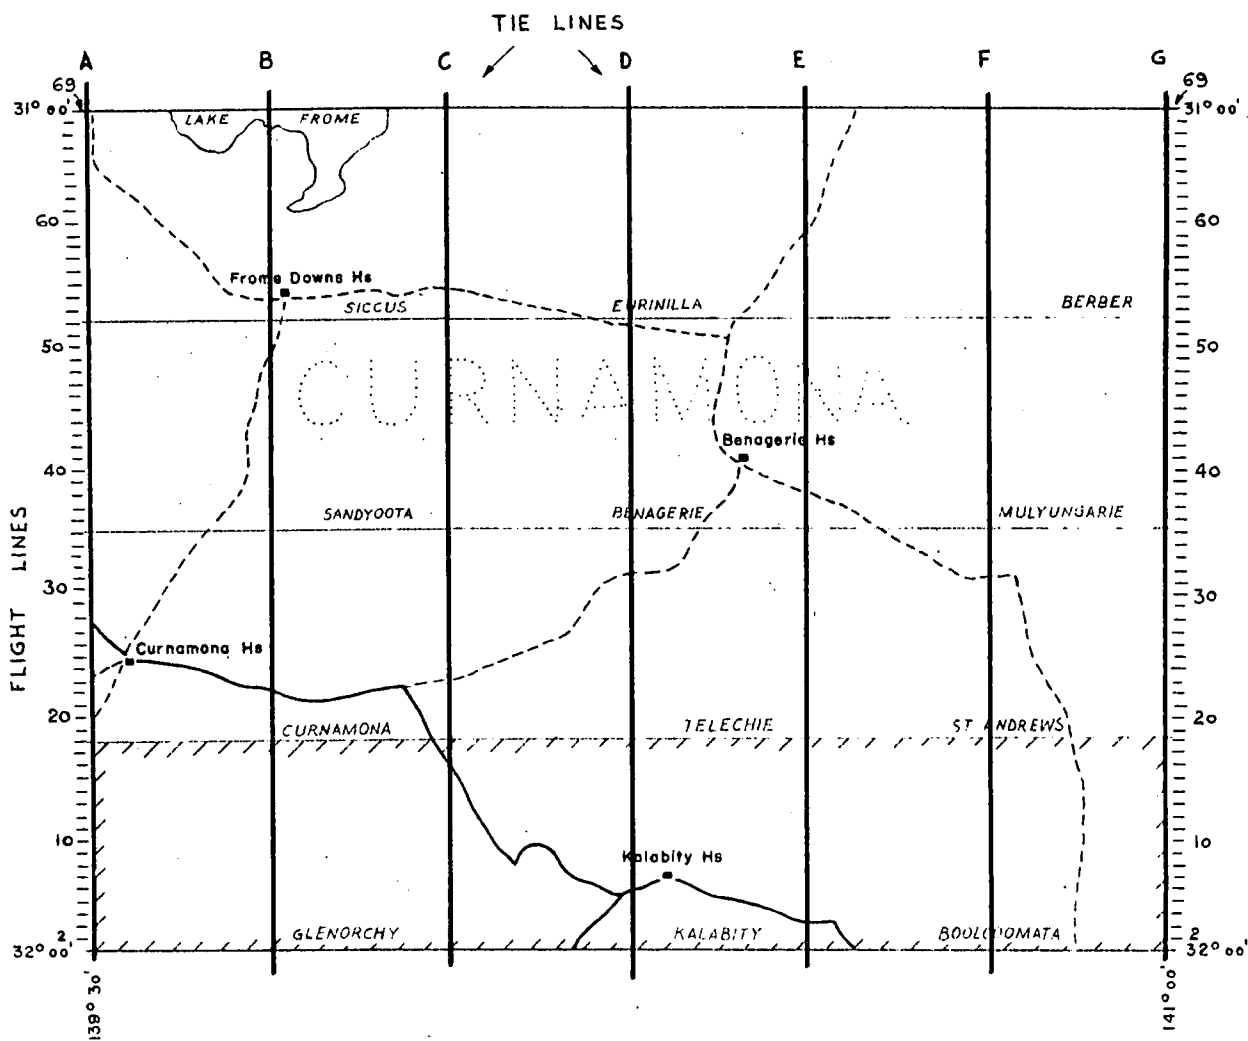 TIE LINES
A B C D E F G
69 69
31° 00' 31° 00'
LAKE FROME
60 60
Frome Downs Hs
SICCUS EURINILLA BERBER
50 50
CURNAMONA
Benagerie Hs
40 40
SANDYOOTA BENAGERIE MULYUNGARIE
FLIGHT LINES
30 30
Curnamona Hs
20 20
CURNAMONA TELECHIE ST ANDREWS
10 10
Kalabity Hs
2 2
GLENORCHY KALABITY BOOLCOOMATA
32° 00' 32° 00'
139° 30' 141° 00'